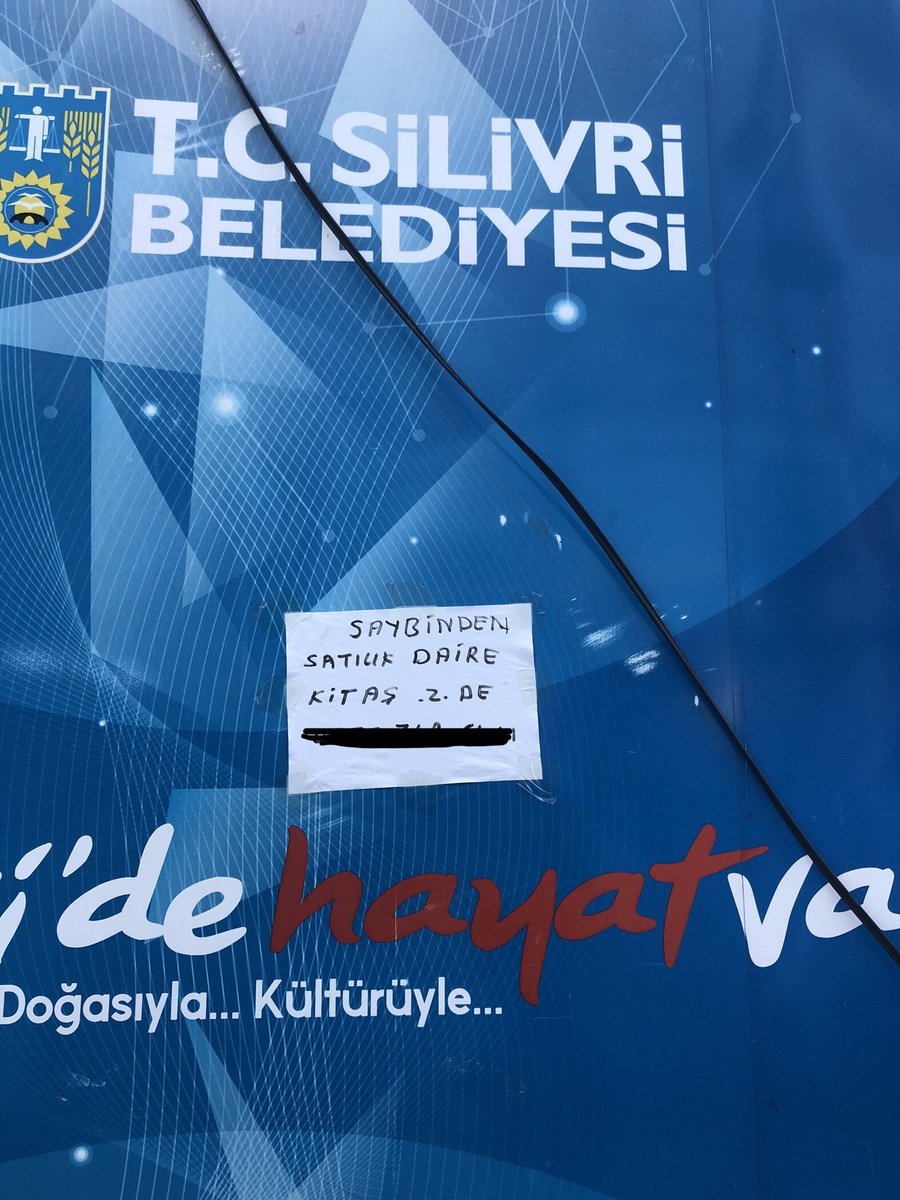 T.C. SİLİVRİ
BELEDİYESİ
SAYBİNDEN
SATILIK DAİRE
KİTAŞ .2. DE
i'de hayat va
Doğasıyla... Kültürüyle...